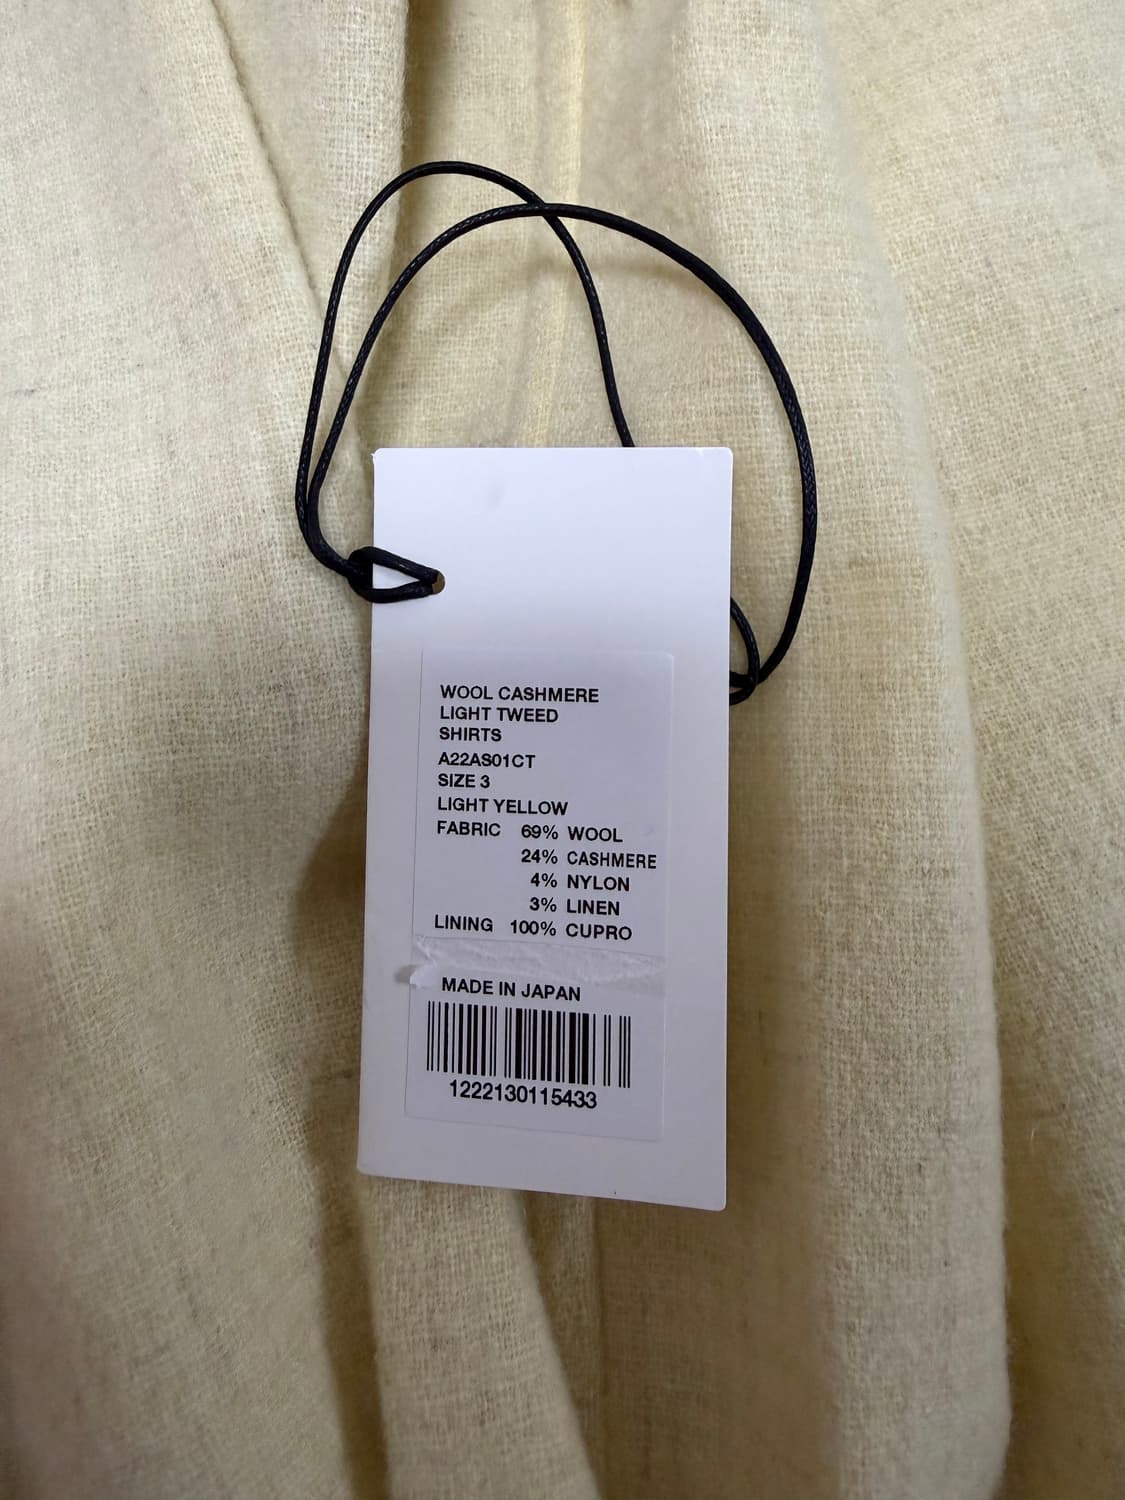 WOOL CASHMERE
LIGHT TWEED
SHIRTS
A22AS01CT
SIZE 3
LIGHT YELLOW
FABRIC 69% WOOL
24% CASHMERE
4% NYLON
3% LINEN
LINING 100% CUPRO
MADE IN JAPAN
1222130115433